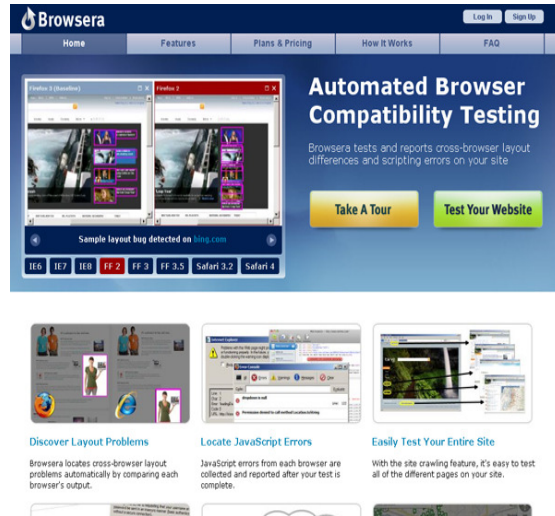 Browsera
Log In
Sign Up
Home
Features
Plans & Pricing
How It Works
FAQ
Firefox 3 (Baseline)
Firefox 2
Automated Browser
Compatibility Testing
Browsera tests and reports cross-browser layout
differences and scripting errors on your site
Take A Tour
Test Your Website
Sample layout bug detected on bing.com
IE6
IE7
IE8
FF 2
FF 3
FF 3.5
Safari 3.2
Safari 4
Discover Layout Problems
Browsera locates cross-browser layout
problems automatically by comparing each
browser's output.
Locate JavaScript Errors
JavaScript errors from each browser are
collected and reported after your test is
complete.
Easily Test Your Entire Site
With the site crawling feature, it's easy to test
all of the different pages on your site.